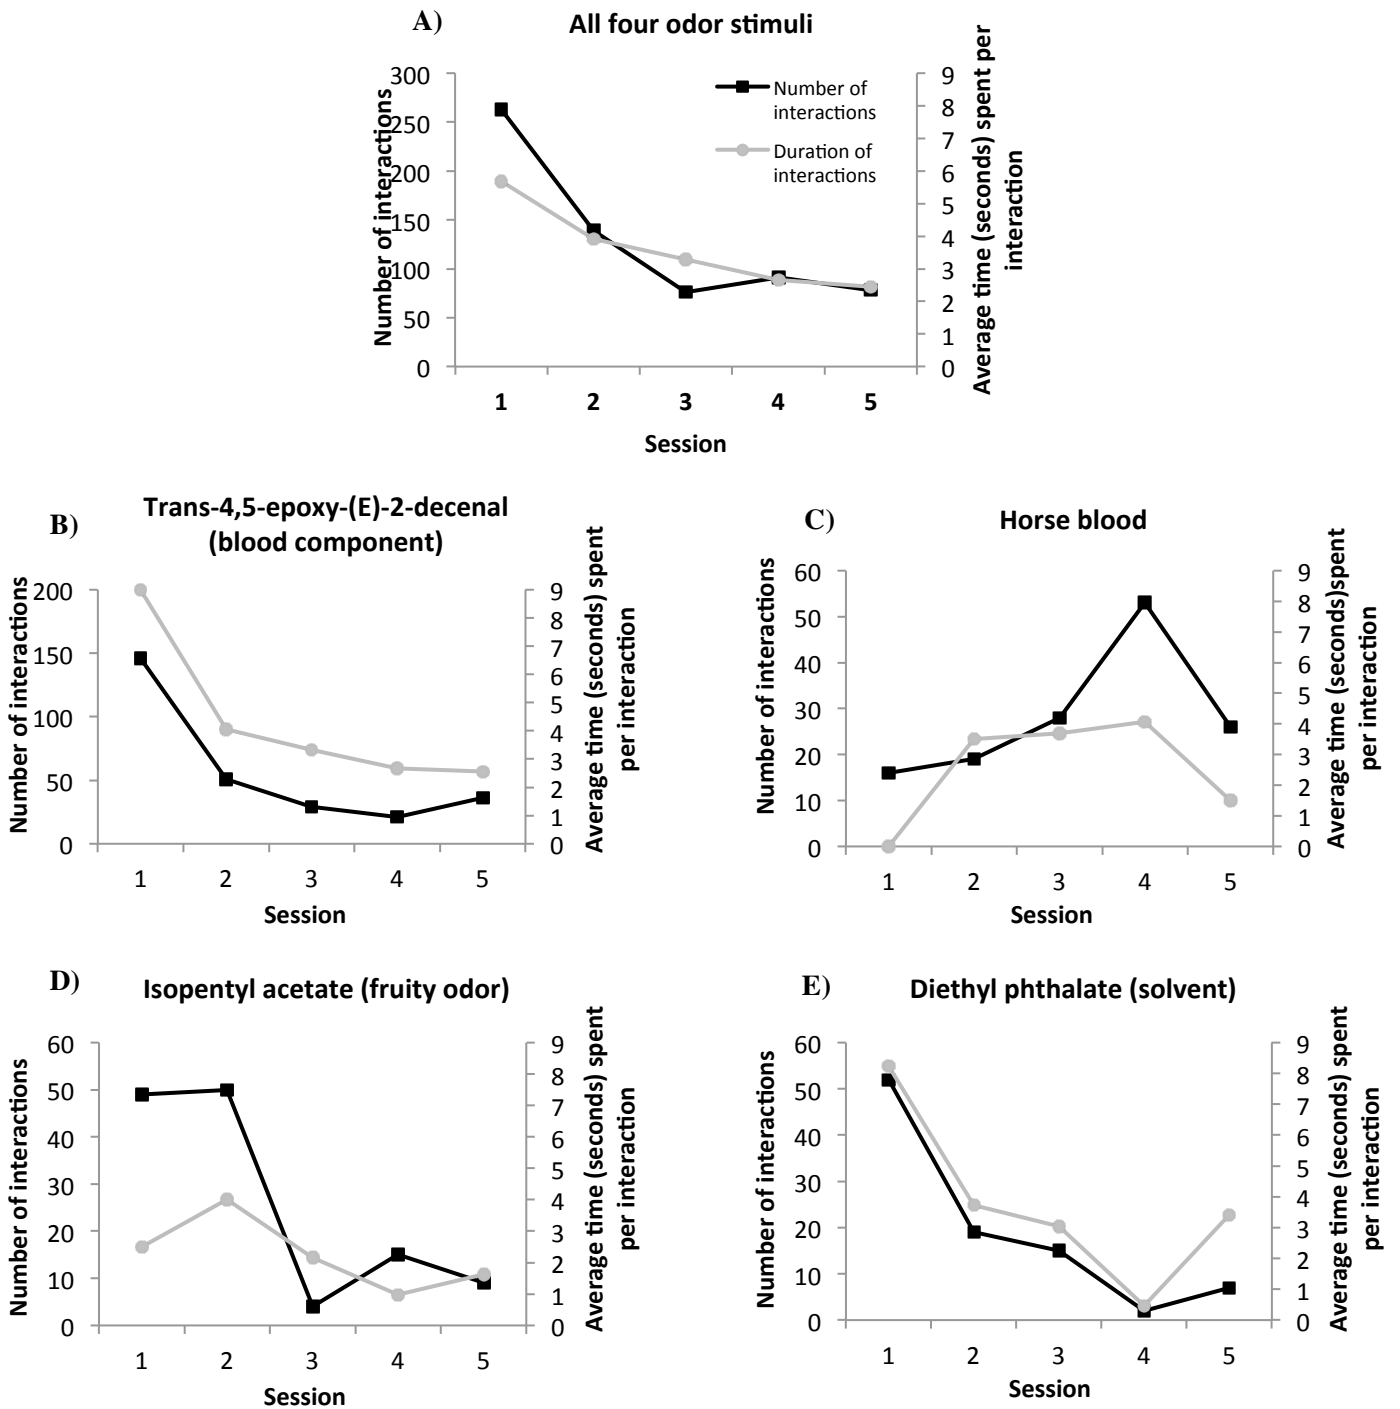 A)
All four odor stimuli
Number of interactions
300
250
200
150
100
50
0
Number of
interactions
Duration of
interactions
9
8
7
6
5
4
3
2
1
0
Average time (seconds) spent per
interaction
1 2 3 4 5
Session
B)
Trans-4,5-epoxy-(E)-2-decenal
(blood component)
Number of interactions
200
150
100
50
0
9
8
7
6
5
4
3
2
1
0
Average time (seconds) spent
per interaction
1 2 3 4 5
Session
C)
Horse blood
Number of interactions
60
50
40
30
20
10
0
9
8
7
6
5
4
3
2
1
0
Average time (seconds)spent
per interaction
1 2 3 4 5
Session
D)
Isopentyl acetate (fruity odor)
Number of interactions
60
50
40
30
20
10
0
9
8
7
6
5
4
3
2
1
0
Average time (seconds) spent
per interaction
1 2 3 4 5
Session
E)
Diethyl phthalate (solvent)
Number of interactions
60
50
40
30
20
10
0
9
8
7
6
5
4
3
2
1
0
Average time (seconds) spent
per interaction
1 2 3 4 5
Session